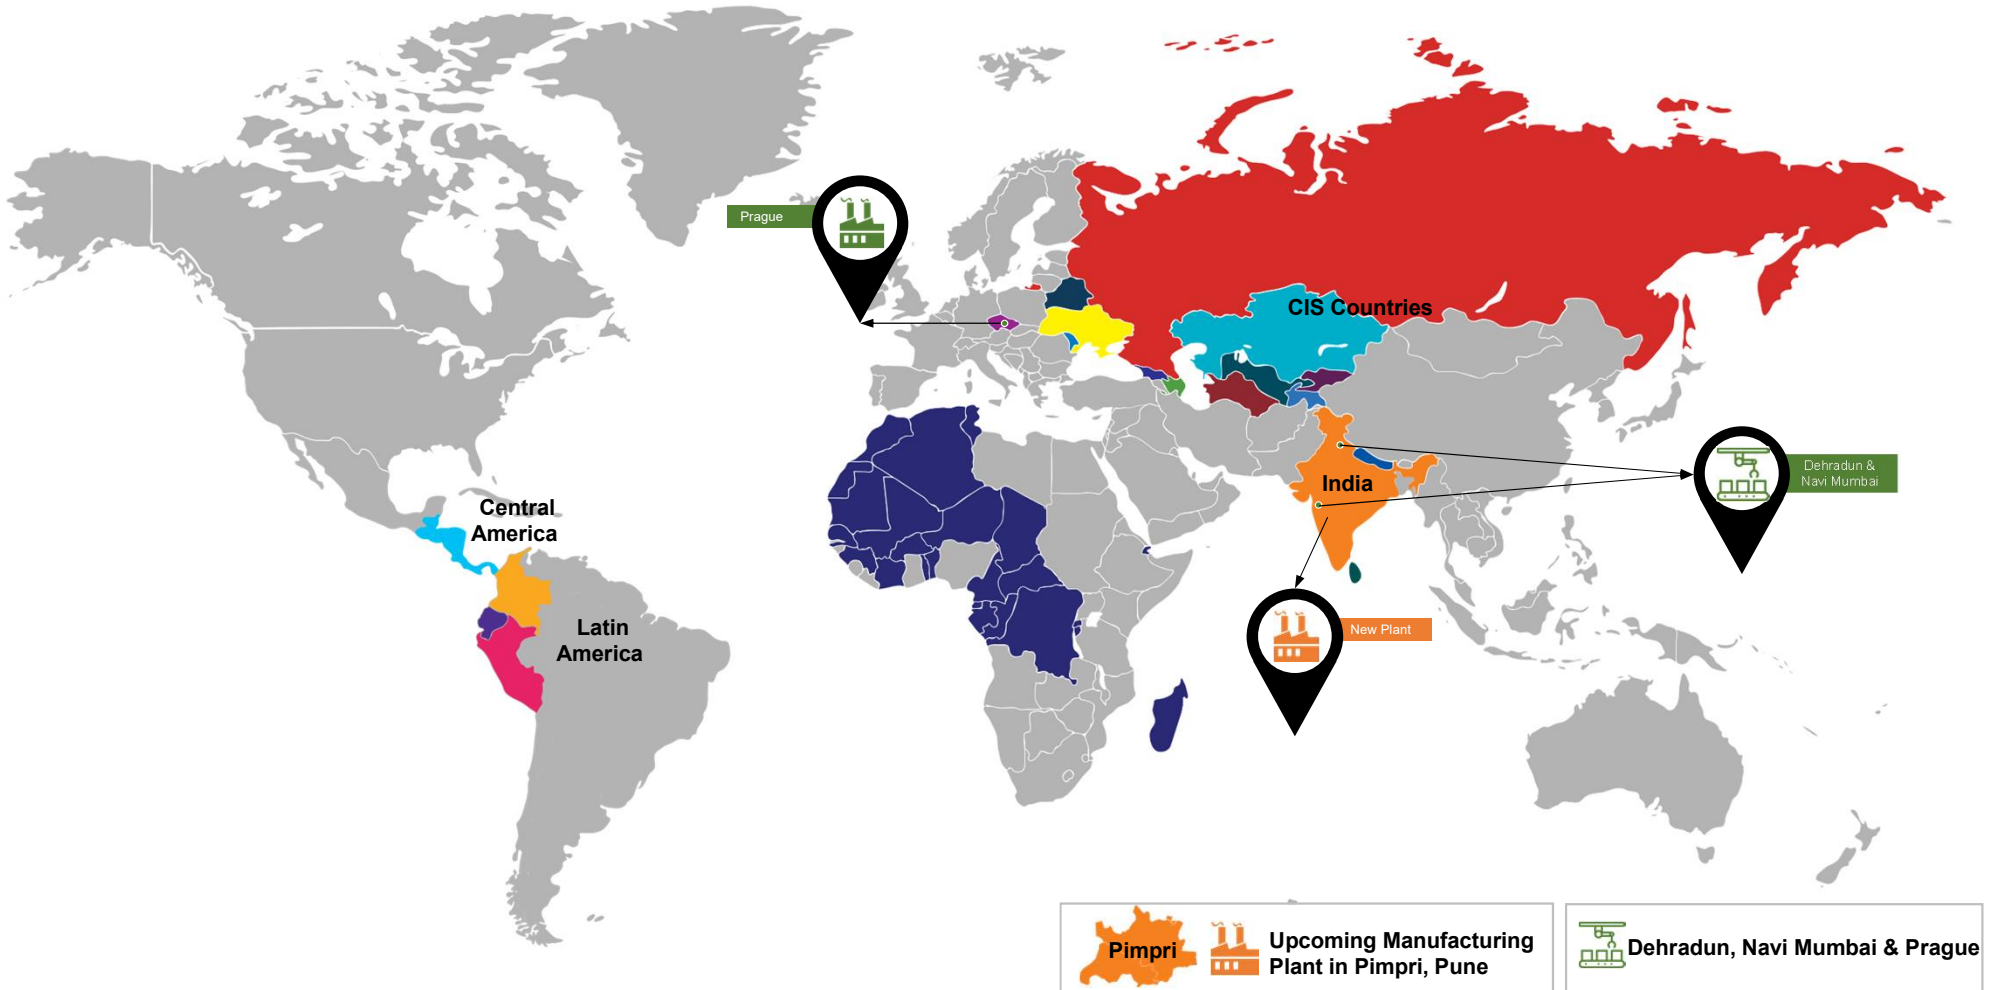 Prague
CIS Countries
Dehradun &
Navi Mumbai
India
Central
America
New Plant
Latin
America
Pimpri
Upcoming Manufacturing
Plant in Pimpri, Pune
Dehradun, Navi Mumbai & Prague